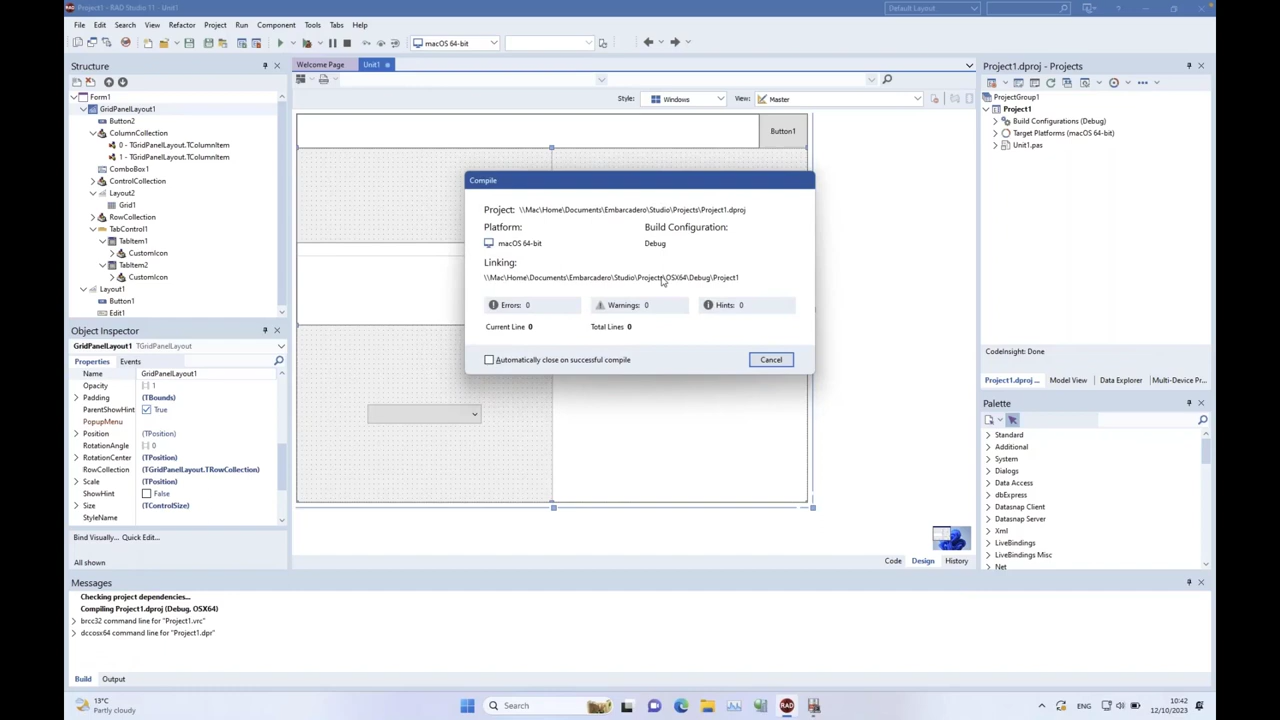 Project1 - RAD Studio 11 - Unit1
Default Layout
File Edit Search View Refactor Project Run Component Tools Tabs Help
macOS 64-bit
Structure
Form1
GridPanelLayout1
Button2
ColumnCollection
0 - TGridPanelLayout.TColumnItem
1 - TGridPanelLayout.TColumnItem
ComboBox1
ControlCollection
Layout2
Grid1
RowCollection
TabControl1
TabItem1
CustomIcon
TabItem2
CustomIcon
Layout1
Button1
Edit1
Object Inspector
GridPanelLayout1 TGridPanelLayout
Properties Events
Name GridPanelLayout1
Opacity 1
Padding (TBounds)
ParentShowHint True
PopupMenu
Position (TPosition)
RotationAngle 0
RotationCenter (TPosition)
RowCollection (TGridPanelLayout.TRowCollection)
Scale (TPosition)
ShowHint False
Size (TControlSize)
StyleName
Bind Visually... Quick Edit...
All shown
Welcome Page Unit1
Style: Windows View: Master
Button1
Compile
Project: \\Mac\Home\Documents\Embarcadero\Studio\Projects\Project1.dproj
Platform: Build Configuration:
macOS 64-bit Debug
Linking:
\\Mac\Home\Documents\Embarcadero\Studio\Projects\OSX64\Debug\Project1
Errors: 0 Warnings: 0 Hints: 0
Current Line 0 Total Lines 0
Automatically close on successful compile Cancel
Code Design History
Project1.dproj - Projects
ProjectGroup1
Project1
Build Configurations (Debug)
Target Platforms (macOS 64-bit)
Unit1.pas
CodeInsight: Done
Project1.dproj ... Model View Data Explorer Multi-Device Pr...
Palette
Standard
Additional
System
Dialogs
Data Access
dbExpress
Datasnap Client
Datasnap Server
Xml
LiveBindings
LiveBindings Misc
Net
Messages
Checking project dependencies...
Compiling Project1.dproj (Debug, OSX64)
brcc32 command line for "Project1.vrc"
dccosx64 command line for "Project1.dpr"
Build Output
13°C
Partly cloudy
Search
ENG
10:42
12/10/2023